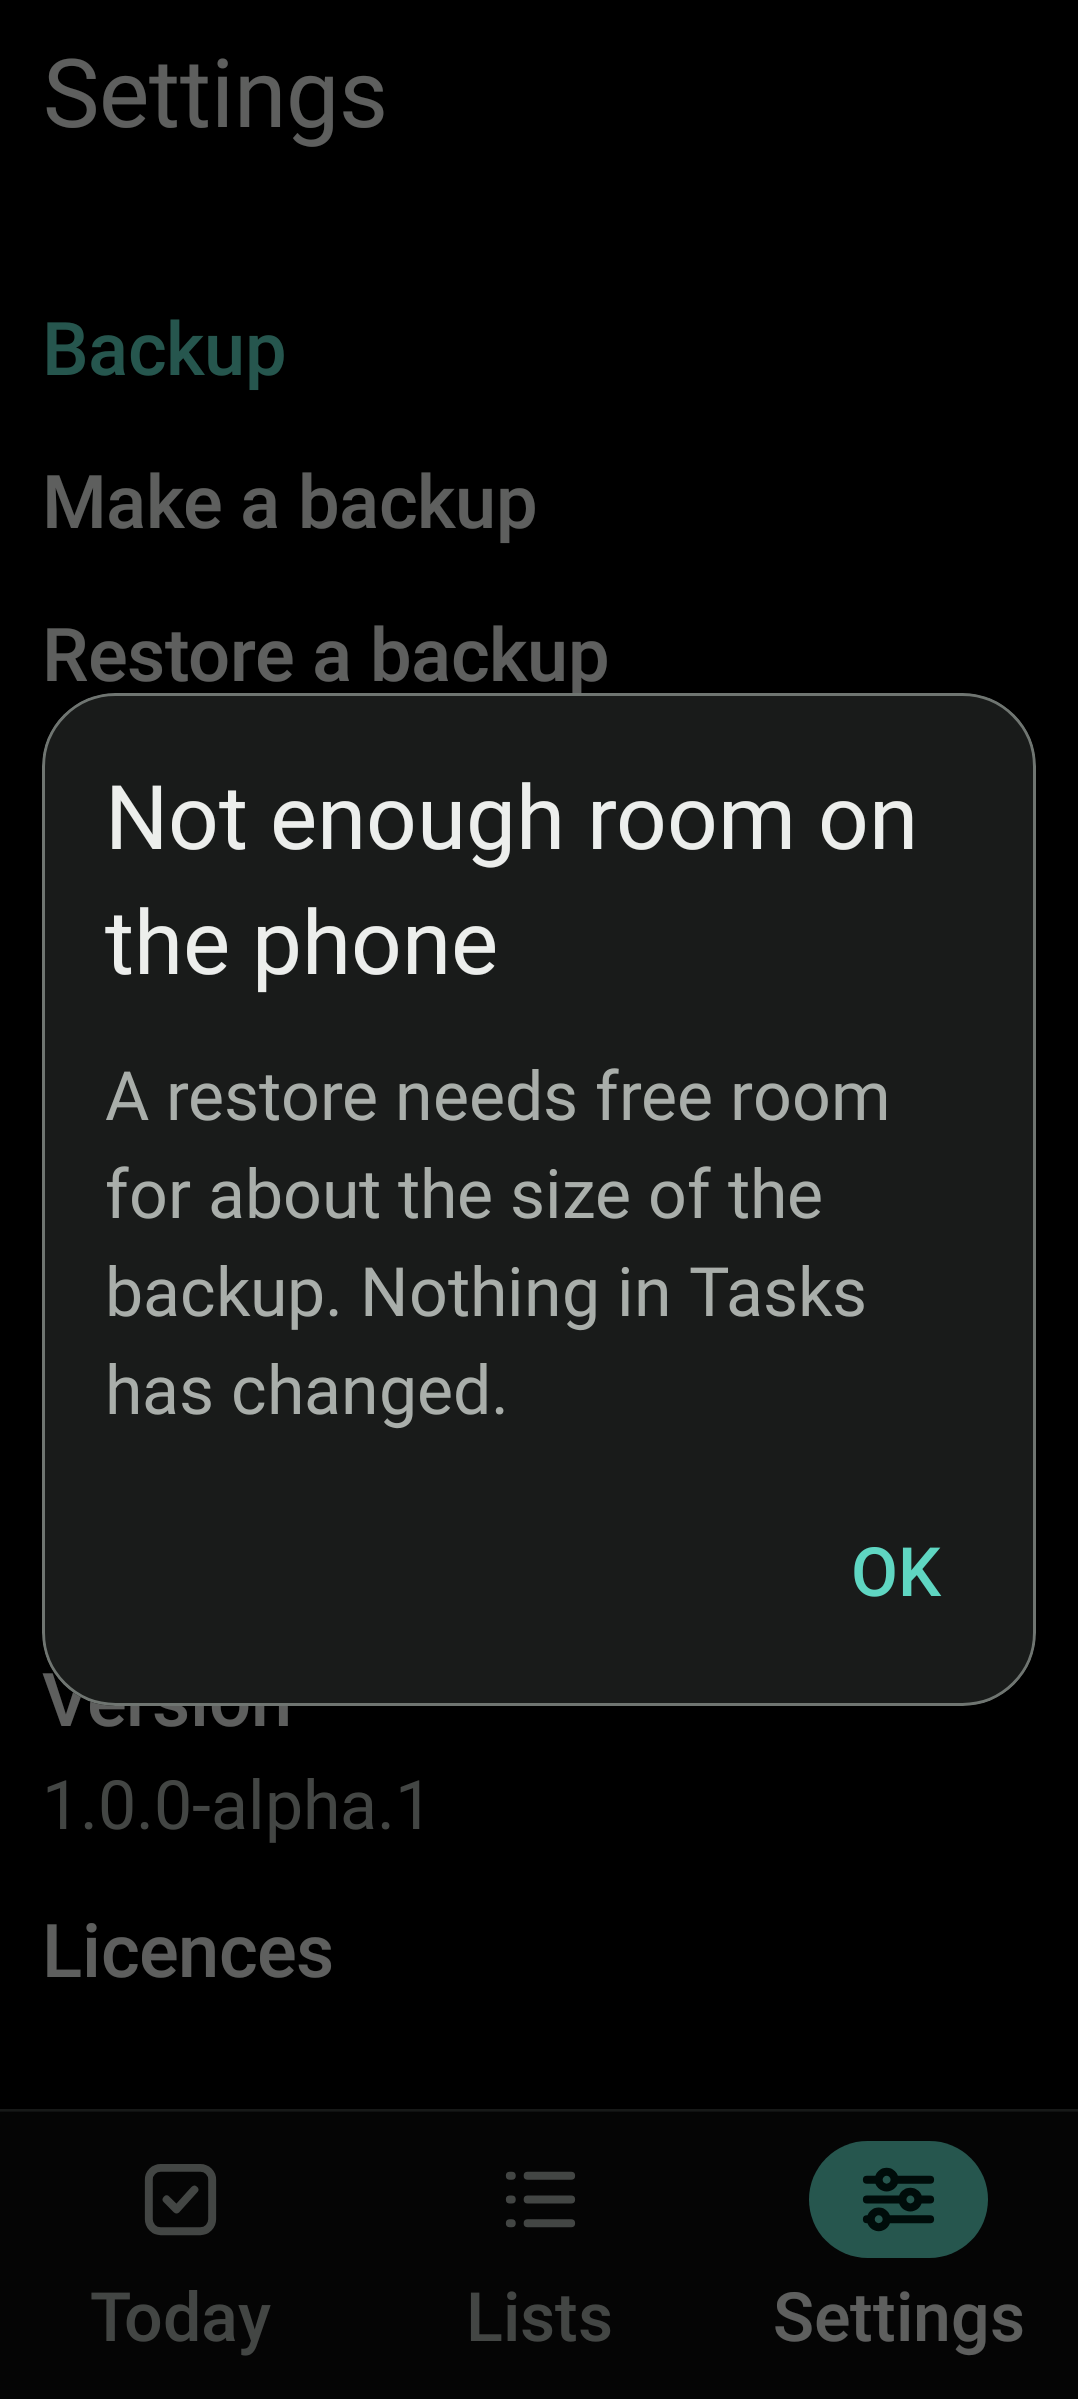 Settings
Backup
Make a backup
Restore a backup
Not enough room on
the phone
A restore needs free room
for about the size of the
backup. Nothing in Tasks
has changed.
OK
Version
1.0.0-alpha.1
Licences
Today
Lists
Settings